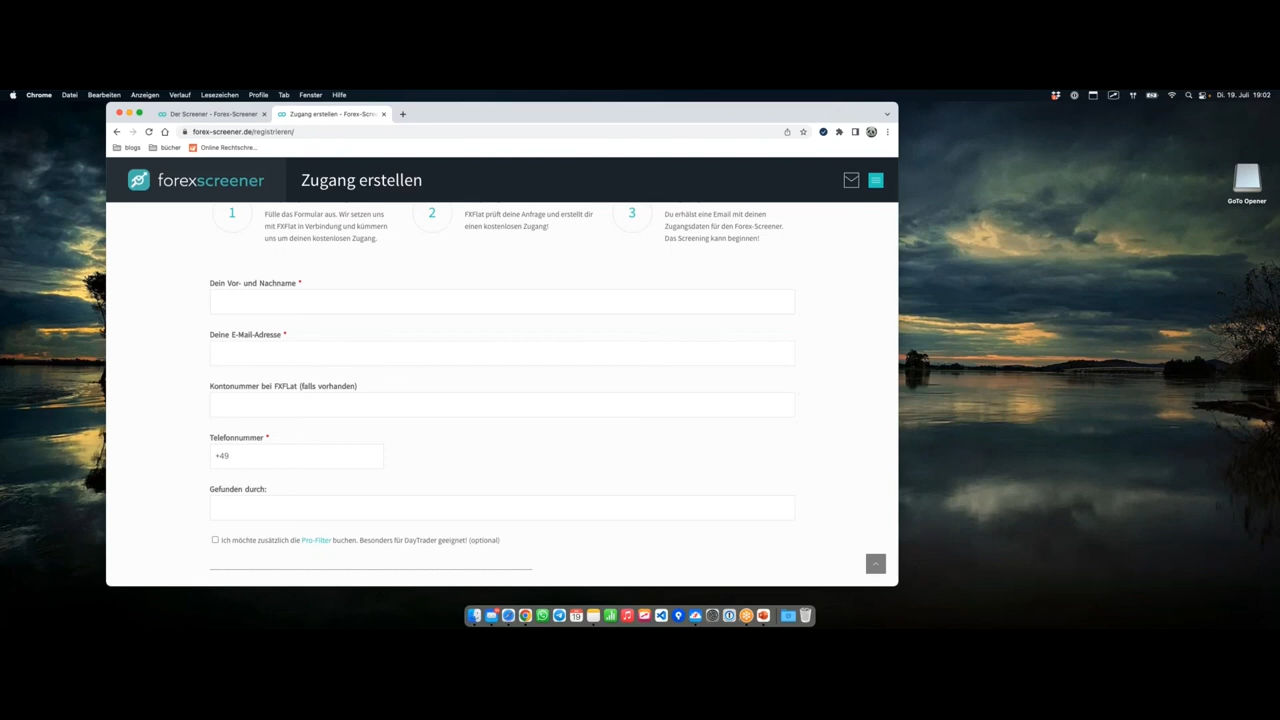 Chrome Datei Bearbeiten Anzeigen Verlauf Lesezeichen Profile Tab Fenster Hilfe
Di. 19. Juli 19:02
Der Screener - Forex-Screener
Zugang erstellen - Forex-Scre
forex-screener.de/registrieren/
blogs bücher Online Rechtschre...
GoTo Opener
forexscreener
Zugang erstellen
1
Fülle das Formular aus. Wir setzen uns
mit FXFlat in Verbindung und kümmern
uns um deinen kostenlosen Zugang.
2
FXFlat prüft deine Anfrage und erstellt dir
einen kostenlosen Zugang!
3
Du erhälst eine Email mit deinen
Zugangsdaten für den Forex-Screener.
Das Screening kann beginnen!
Dein Vor- und Nachname *
Deine E-Mail-Adresse *
Kontonummer bei FXFLat (falls vorhanden)
Telefonnummer *
+49
Gefunden durch:
Ich möchte zusätzlich die Pro-Filter buchen. Besonders für DayTrader geeignet! (optional)